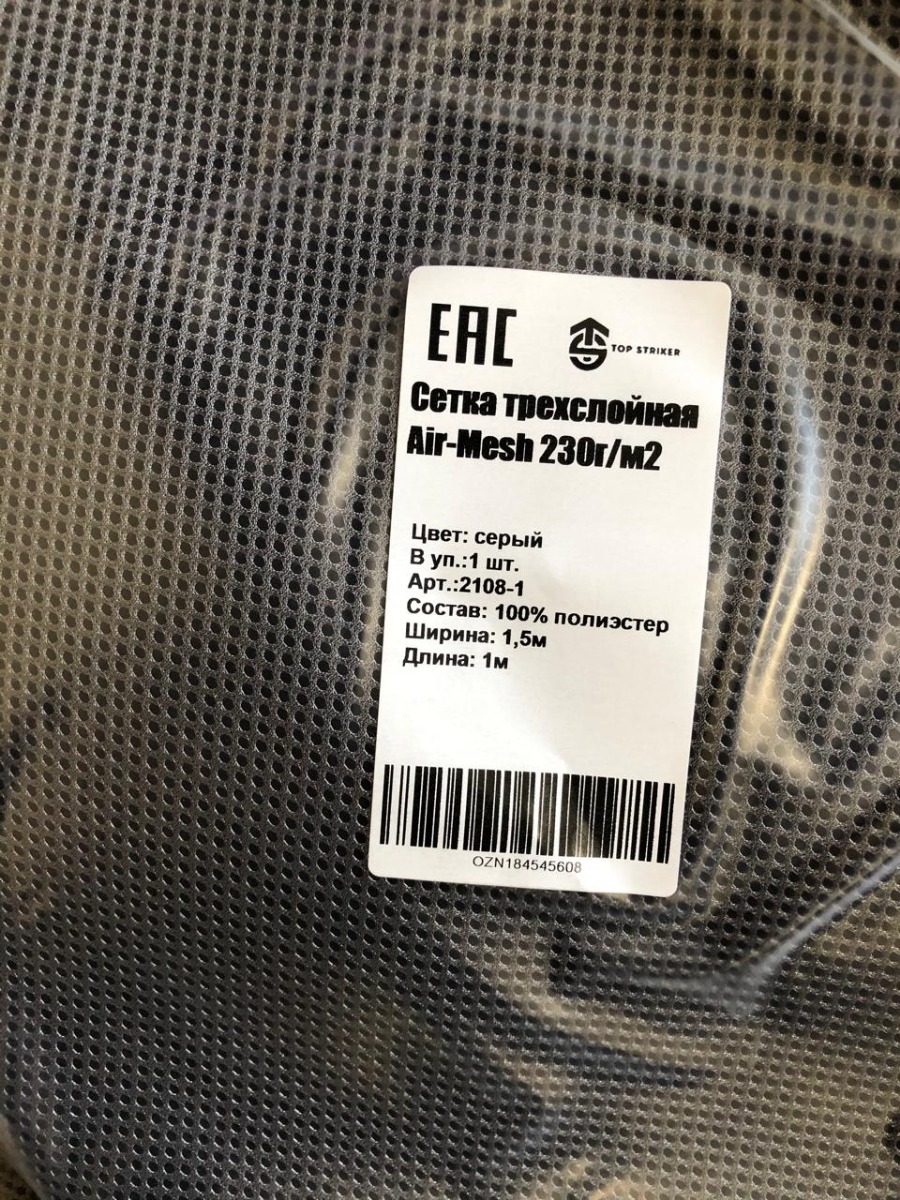 EAC
TOP STRIKER
Сетка трехслойная
Air-Mesh 230г/м2
Цвет: серый
В уп.:1 шт.
Арт.:2108-1
Состав: 100% полиэстер
Ширина: 1,5м
Длина: 1м
OZN184545608